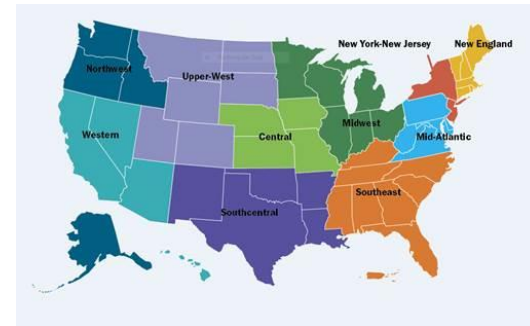 New York-New Jersey
New England
Northwest
Upper-West
Western
Central
Midwest
Mid-Atlantic
Southeast
Southcentral